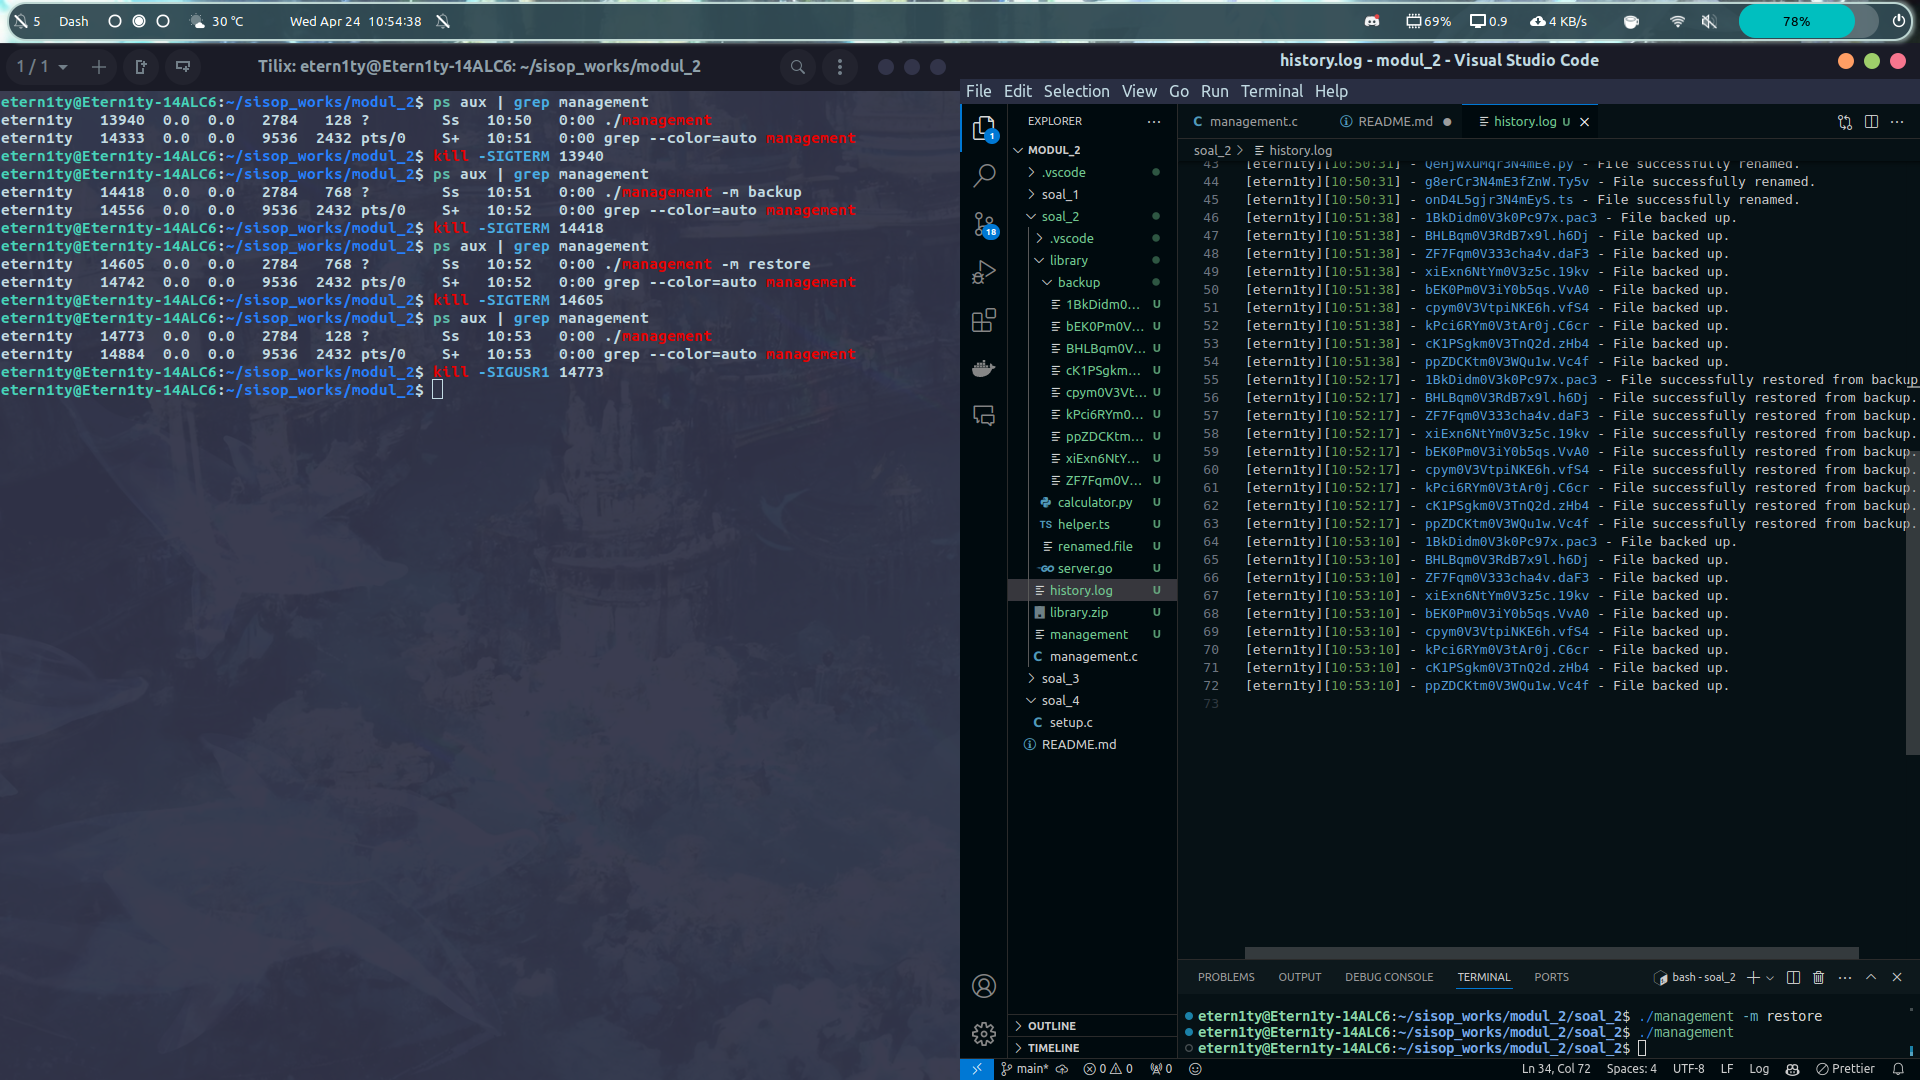 5 Dash 30 °C Wed Apr 24 10:54:38 69% 0.9 4 KB/s 78%
1 / 1 Tilix: etern1ty@Etern1ty-14ALC6: ~/sisop_works/modul_2
etern1ty@Etern1ty-14ALC6:~/sisop_works/modul_2$ ps aux | grep management
etern1ty 13940 0.0 0.0 2784 128 ? Ss 10:50 0:00 ./management
etern1ty 14333 0.0 0.0 9536 2432 pts/0 S+ 10:51 0:00 grep --color=auto management
etern1ty@Etern1ty-14ALC6:~/sisop_works/modul_2$ kill -SIGTERM 13940
etern1ty@Etern1ty-14ALC6:~/sisop_works/modul_2$ ps aux | grep management
etern1ty 14418 0.0 0.0 2784 768 ? Ss 10:51 0:00 ./management -m backup
etern1ty 14556 0.0 0.0 9536 2432 pts/0 S+ 10:52 0:00 grep --color=auto management
etern1ty@Etern1ty-14ALC6:~/sisop_works/modul_2$ kill -SIGTERM 14418
etern1ty@Etern1ty-14ALC6:~/sisop_works/modul_2$ ps aux | grep management
etern1ty 14605 0.0 0.0 2784 768 ? Ss 10:52 0:00 ./management -m restore
etern1ty 14742 0.0 0.0 9536 2432 pts/0 S+ 10:52 0:00 grep --color=auto management
etern1ty@Etern1ty-14ALC6:~/sisop_works/modul_2$ kill -SIGTERM 14605
etern1ty@Etern1ty-14ALC6:~/sisop_works/modul_2$ ps aux | grep management
etern1ty 14773 0.0 0.0 2784 128 ? Ss 10:53 0:00 ./management
etern1ty 14884 0.0 0.0 9536 2432 pts/0 S+ 10:53 0:00 grep --color=auto management
etern1ty@Etern1ty-14ALC6:~/sisop_works/modul_2$ kill -SIGUSR1 14773
etern1ty@Etern1ty-14ALC6:~/sisop_works/modul_2$
history.log - modul_2 - Visual Studio Code
File Edit Selection View Go Run Terminal Help
1
18
EXPLORER ...
MODUL_2
.vscode
soal_1
soal_2
.vscode
library
backup
1BkDidm0... U
bEK0Pm0V... U
BHLBqm0V... U
cK1PSgkm... U
cpym0V3Vt... U
kPci6RYm0... U
ppZDCKtm... U
xiExn6NtY... U
ZF7Fqm0V... U
calculator.py U
TS helper.ts U
renamed.file U
GO server.go U
history.log U
library.zip U
management U
C management.c
soal_3
soal_4
C setup.c
README.md
OUTLINE
TIMELINE
C management.c README.md history.log U
soal_2 > history.log
43 [etern1ty][10:50:31] - QeHjWXuMqr3N4mEe.py - File successfully renamed.
44 [etern1ty][10:50:31] - g8erCr3N4mE3fZnW.Ty5v - File successfully renamed.
45 [etern1ty][10:50:31] - onD4L5gjr3N4mEyS.ts - File successfully renamed.
46 [etern1ty][10:51:38] - 1BkDidm0V3k0Pc97x.pac3 - File backed up.
47 [etern1ty][10:51:38] - BHLBqm0V3RdB7x9l.h6Dj - File backed up.
48 [etern1ty][10:51:38] - ZF7Fqm0V333cha4v.daF3 - File backed up.
49 [etern1ty][10:51:38] - xiExn6NtYm0V3z5c.19kv - File backed up.
50 [etern1ty][10:51:38] - bEK0Pm0V3iY0b5qs.VvA0 - File backed up.
51 [etern1ty][10:51:38] - cpym0V3VtpiNKE6h.vfS4 - File backed up.
52 [etern1ty][10:51:38] - kPci6RYm0V3tAr0j.C6cr - File backed up.
53 [etern1ty][10:51:38] - cK1PSgkm0V3TnQ2d.zHb4 - File backed up.
54 [etern1ty][10:51:38] - ppZDCKtm0V3WQu1w.Vc4f - File backed up.
55 [etern1ty][10:52:17] - 1BkDidm0V3k0Pc97x.pac3 - File successfully restored from backup
56 [etern1ty][10:52:17] - BHLBqm0V3RdB7x9l.h6Dj - File successfully restored from backup.
57 [etern1ty][10:52:17] - ZF7Fqm0V333cha4v.daF3 - File successfully restored from backup.
58 [etern1ty][10:52:17] - xiExn6NtYm0V3z5c.19kv - File successfully restored from backup.
59 [etern1ty][10:52:17] - bEK0Pm0V3iY0b5qs.VvA0 - File successfully restored from backup.
60 [etern1ty][10:52:17] - cpym0V3VtpiNKE6h.vfS4 - File successfully restored from backup.
61 [etern1ty][10:52:17] - kPci6RYm0V3tAr0j.C6cr - File successfully restored from backup.
62 [etern1ty][10:52:17] - cK1PSgkm0V3TnQ2d.zHb4 - File successfully restored from backup.
63 [etern1ty][10:52:17] - ppZDCKtm0V3WQu1w.Vc4f - File successfully restored from backup.
64 [etern1ty][10:53:10] - 1BkDidm0V3k0Pc97x.pac3 - File backed up.
65 [etern1ty][10:53:10] - BHLBqm0V3RdB7x9l.h6Dj - File backed up.
66 [etern1ty][10:53:10] - ZF7Fqm0V333cha4v.daF3 - File backed up.
67 [etern1ty][10:53:10] - xiExn6NtYm0V3z5c.19kv - File backed up.
68 [etern1ty][10:53:10] - bEK0Pm0V3iY0b5qs.VvA0 - File backed up.
69 [etern1ty][10:53:10] - cpym0V3VtpiNKE6h.vfS4 - File backed up.
70 [etern1ty][10:53:10] - kPci6RYm0V3tAr0j.C6cr - File backed up.
71 [etern1ty][10:53:10] - cK1PSgkm0V3TnQ2d.zHb4 - File backed up.
72 [etern1ty][10:53:10] - ppZDCKtm0V3WQu1w.Vc4f - File backed up.
73
PROBLEMS OUTPUT DEBUG CONSOLE TERMINAL PORTS bash - soal_2
etern1ty@Etern1ty-14ALC6:~/sisop_works/modul_2/soal_2$ ./management -m restore
etern1ty@Etern1ty-14ALC6:~/sisop_works/modul_2/soal_2$ ./management
etern1ty@Etern1ty-14ALC6:~/sisop_works/modul_2/soal_2$
main* 0 0 0 Ln 34, Col 72 Spaces: 4 UTF-8 LF Log Prettier